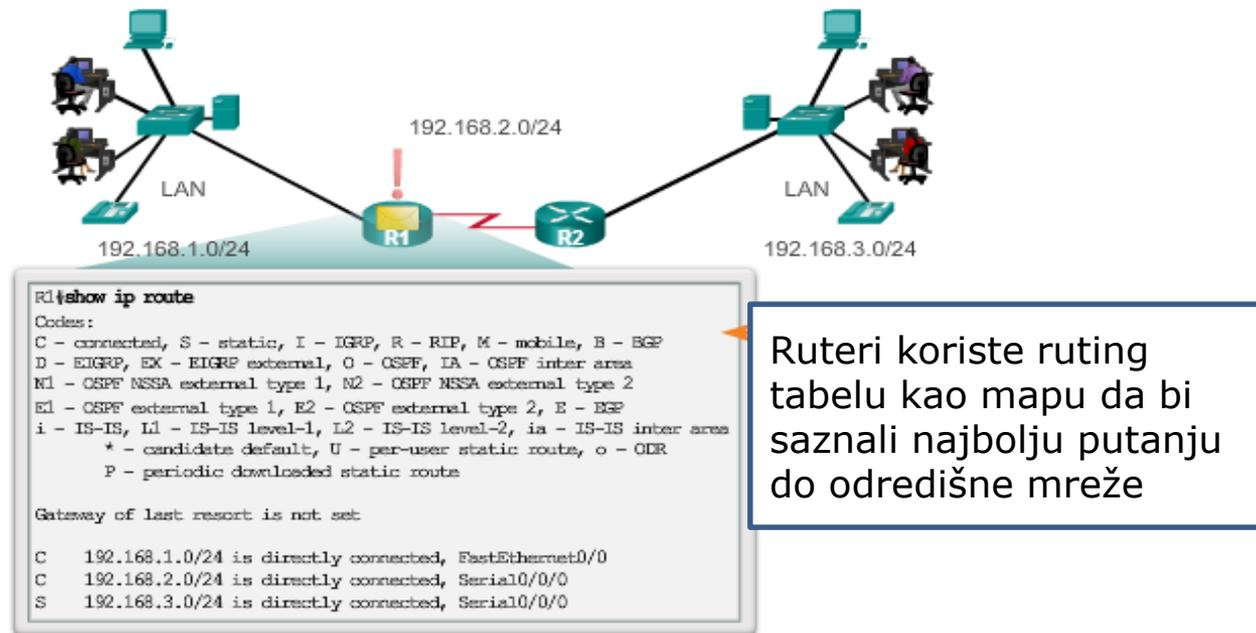 192.168.2.0/24
LAN
LAN
R1
R2
192.168.1.0/24
192.168.3.0/24
R1#show ip route
Codes:
C - connected, S - static, I - IGRP, R - RIP, M - mobile, B - BGP
D - EIGRP, EX - EIGRP external, O - OSPF, IA - OSPF inter area
N1 - OSPF NSSA external type 1, N2 - OSPF NSSA external type 2
E1 - OSPF external type 1, E2 - OSPF external type 2, E - EGP
i - IS-IS, L1 - IS-IS level-1, L2 - IS-IS level-2, ia - IS-IS inter area
* - candidate default, U - per-user static route, o - ODR
P - periodic downloaded static route
Gateway of last resort is not set
C 192.168.1.0/24 is directly connected, FastEthernet0/0
C 192.168.2.0/24 is directly connected, Serial0/0/0
S 192.168.3.0/24 is directly connected, Serial0/0/0
Ruteri koriste ruting
tabelu kao mapu da bi
saznali najbolju putanju
do odredišne mreže